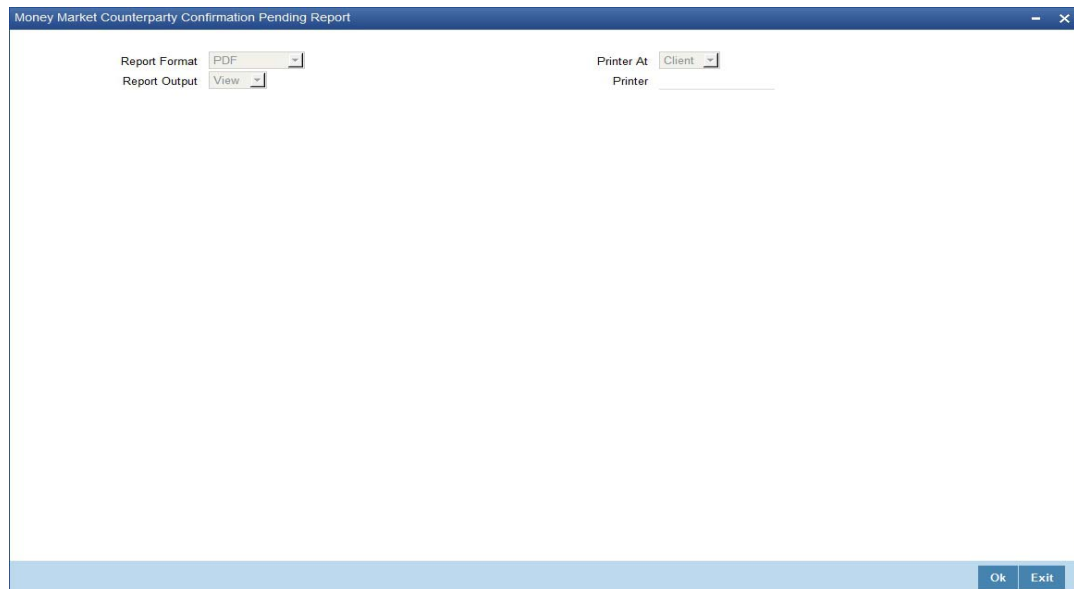 Money Market Counterparty Confirmation Pending Report
Report Format PDF Printer At Client
Report Output View Printer
Ok Exit